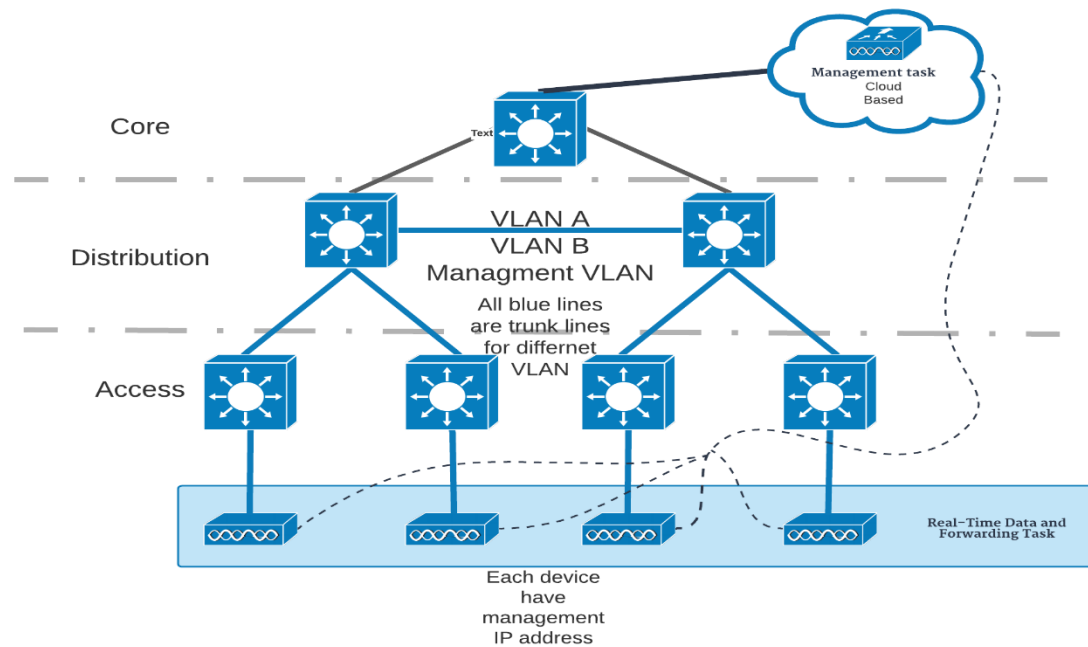 Management task
Cloud
Based
Core
Text
VLAN A
VLAN B
Managment VLAN
Distribution
All blue lines
are trunk lines
for differnet
VLAN
Access
Real-Time Data and
Forwarding Task
Each device
have
management
IP address